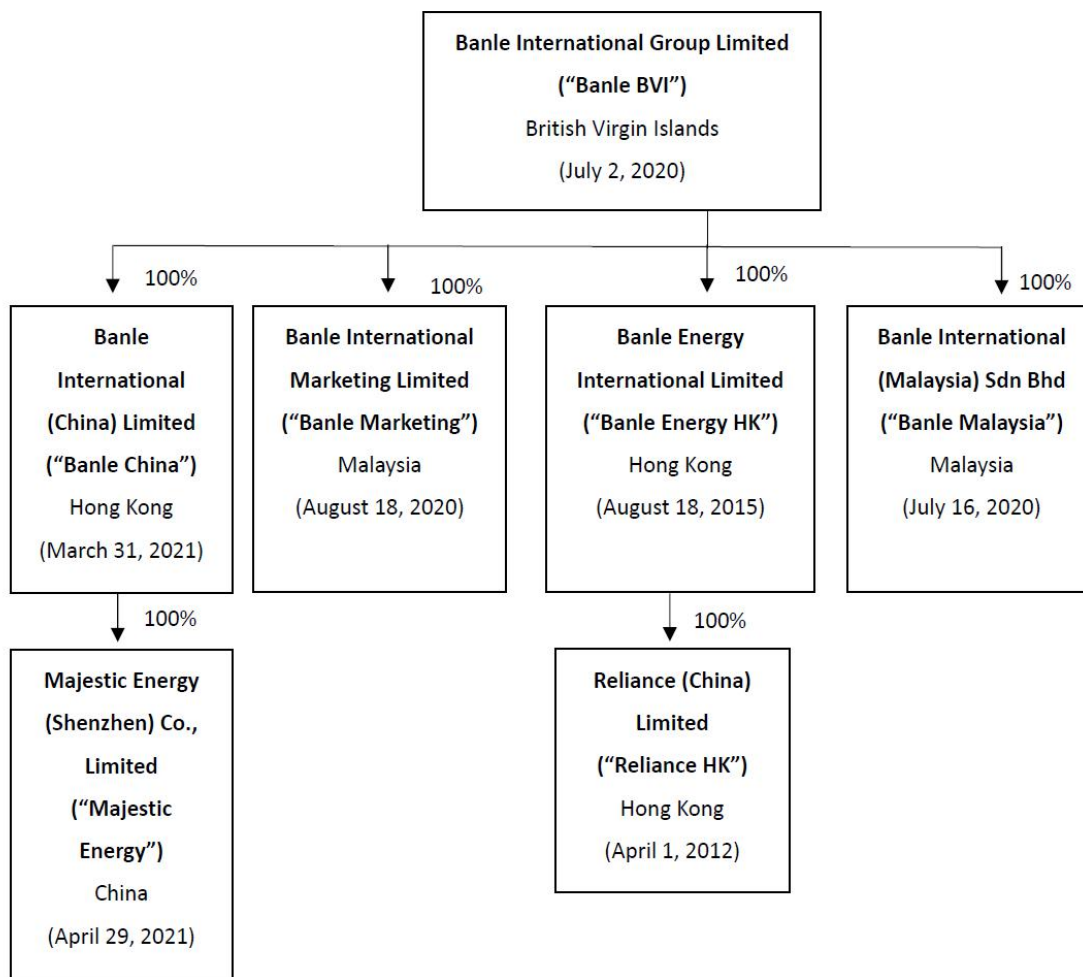 Banle International Group Limited
(“Banle BVI”)
British Virgin Islands
(July 2, 2020)
100%
100%
100%
100%
Banle
International
(China) Limited
(“Banle China”)
Hong Kong
(March 31, 2021)
Banle International
Marketing Limited
(“Banle Marketing”)
Malaysia
(August 18, 2020)
Banle Energy
International Limited
(“Banle Energy HK”)
Hong Kong
(August 18, 2015)
Banle International
(Malaysia) Sdn Bhd
(“Banle Malaysia”)
Malaysia
(July 16, 2020)
100%
100%
Majestic Energy
(Shenzhen) Co.,
Limited
(“Majestic
Energy”)
China
(April 29, 2021)
Reliance (China)
Limited
(“Reliance HK”)
Hong Kong
(April 1, 2012)